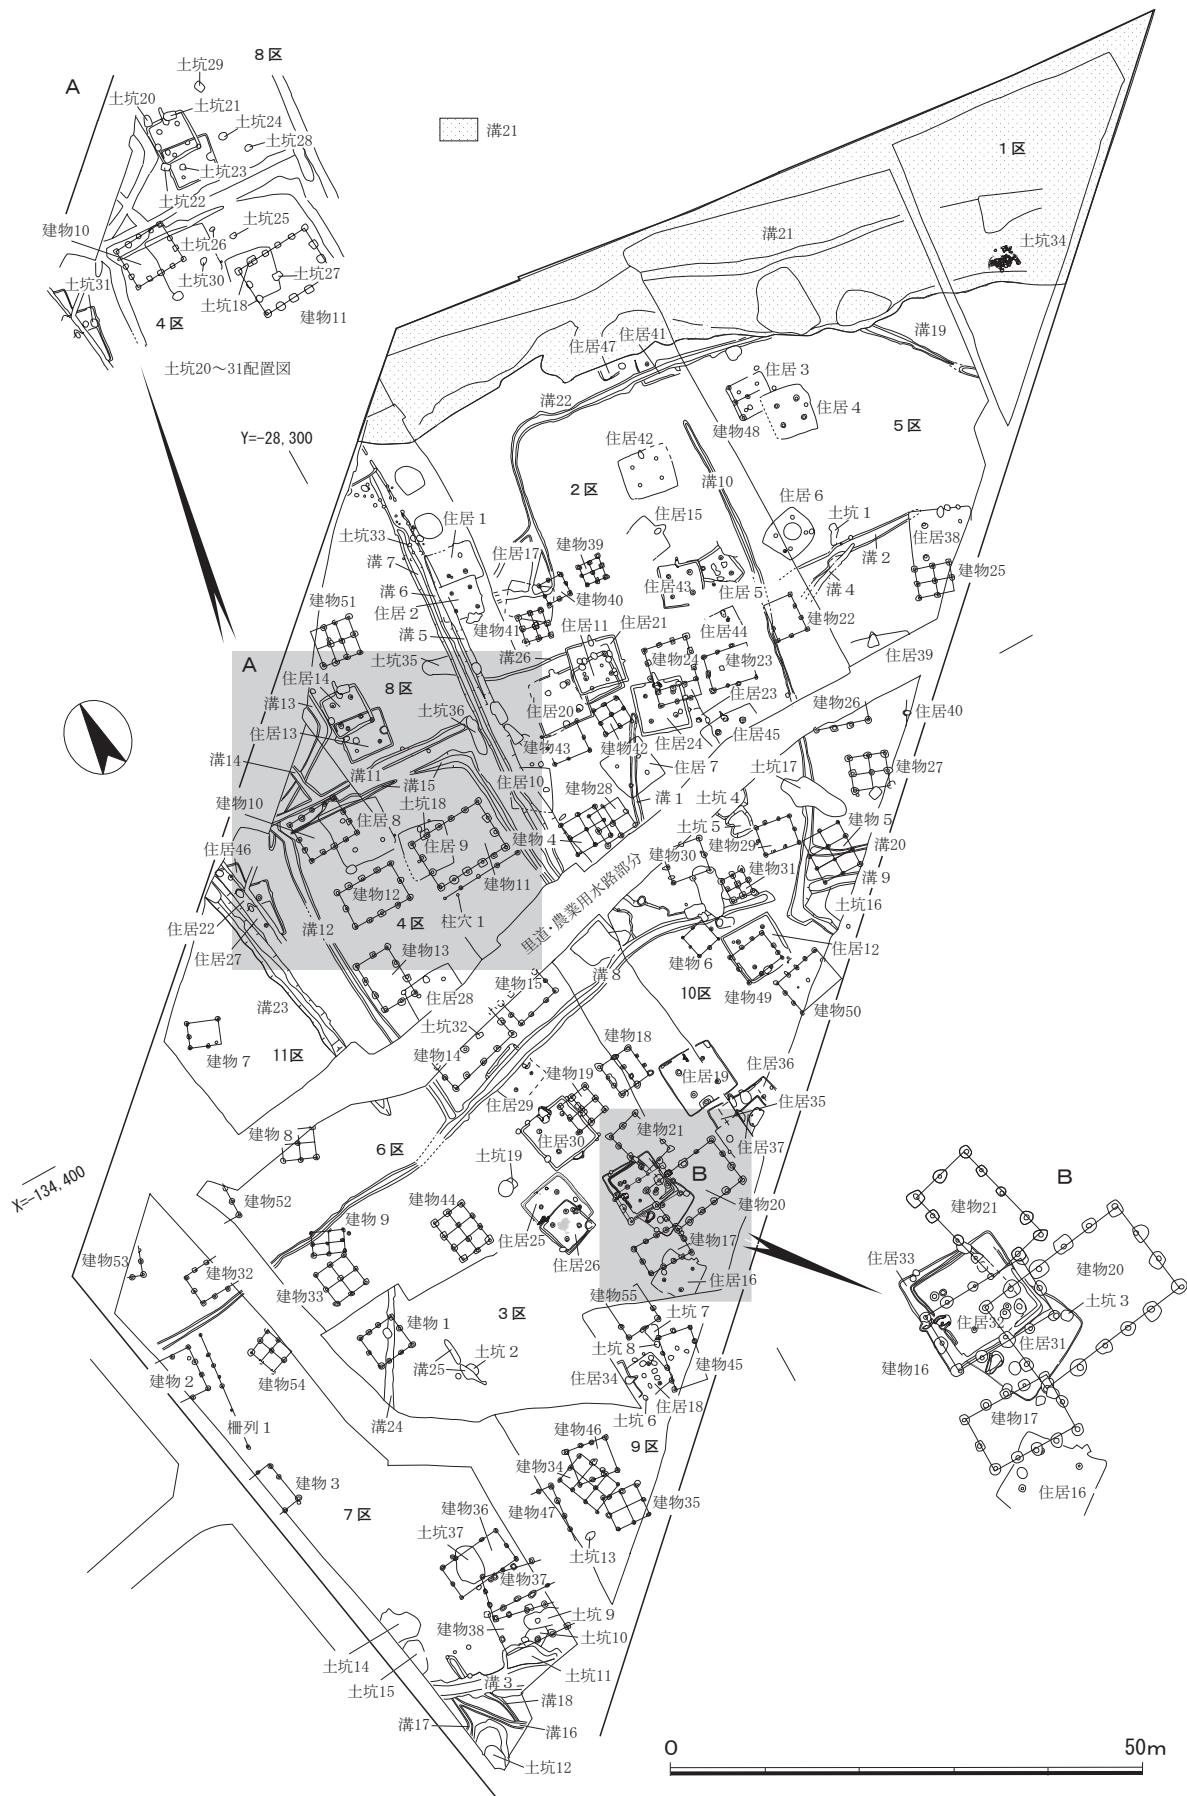 8区
土坑29
A
土坑20
土坑21
土坑24
土坑28
土坑23
土坑22
土坑25
建物10
土坑26
土坑27
土坑30
土坑31
土坑18
4区
建物11
土坑20～31配置図
溝21
1区
溝21
土坑34
溝19
住居41
住居47
住居3
溝22
住居4
建物48
5区
Y=-28,300
住居42
2区
溝10
住居6
住居15
土坑1
住居1
土坑33
住居38
住居17
建物39
溝2
溝7
建物25
住居43
溝6
住居5
溝4
建物51
建物40
住居2
建物22
建物41
住居11
住居21
住居44
溝5
溝26
住居39
土坑35
建物24
建物23
A
8区
住居14
住居23
建物26
溝13
土坑36
住居20
住居40
住居13
建物43
建物42
住居24
住居45
溝14
溝11
住居7
土坑17
建物27
溝15
住居10
建物28
建物10
土坑18
溝1
土坑4
住居8
土坑5
建物5
住居46
住居9
建物4
建物29
溝20
建物30
建物31
溝9
建物11
建物12
土坑16
4区
柱穴1
里道・農業用水路部分
住居22
溝12
住居12
住居27
建物13
建物6
溝8
住居28
建物15
10区
建物49
溝23
建物50
土坑32
11区
建物7
建物14
建物18
住居36
建物19
住居19
住居29
住居35
建物8
建物21
住居30
住居37
6区
土坑19
B
B
X=-134,400
建物52
建物44
建物20
建物21
建物9
住居25
建物17
住居33
建物53
住居26
建物20
建物32
住居16
建物33
建物55
土坑3
3区
住居32
土坑7
建物1
住居31
土坑8
建物16
土坑2
建物45
溝25
建物2
建物54
住居34
住居18
建物17
溝24
土坑6
柵列1
建物46
9区
建物34
建物3
住居16
建物36
建物47
建物35
7区
土坑37
土坑13
建物37
土坑9
建物38
土坑10
土坑14
土坑11
土坑15
溝3
溝18
溝17
溝16
土坑12
0
50m